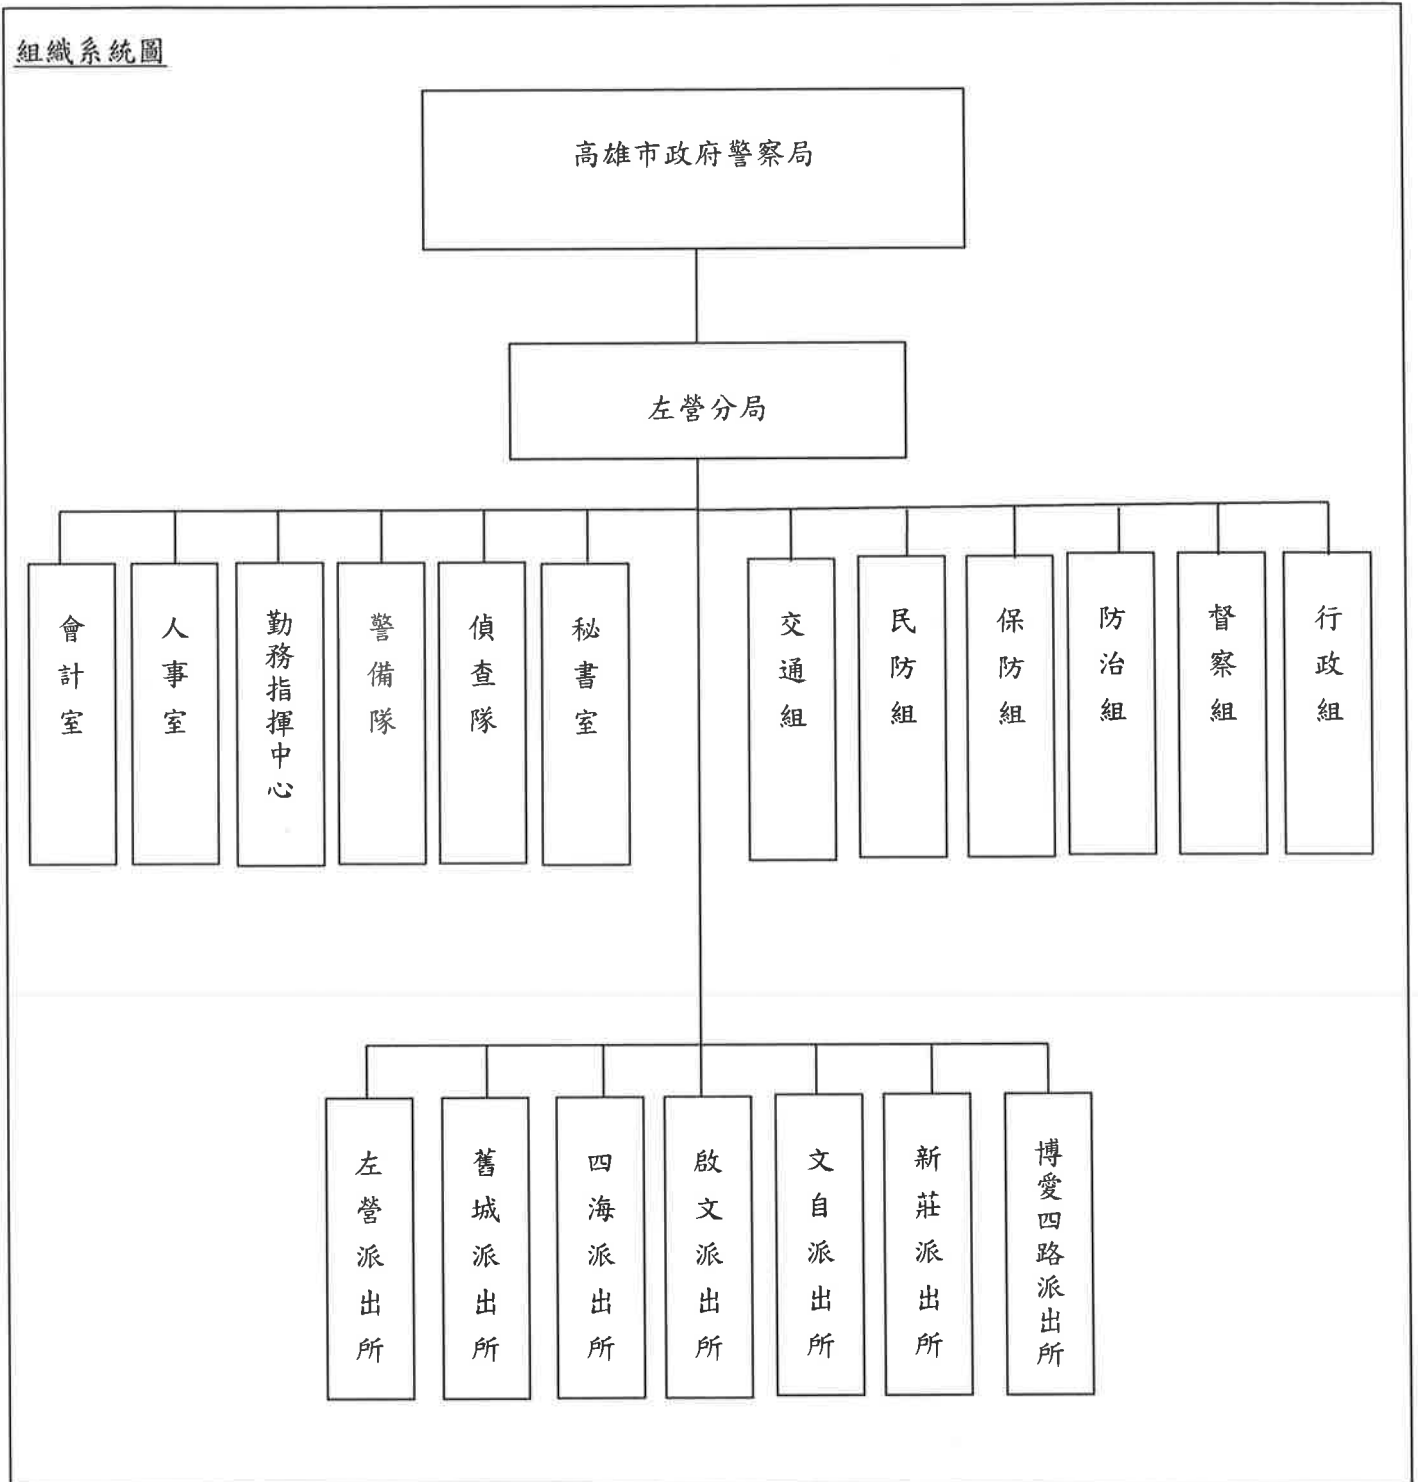 組織系統圖
高雄市政府警察局
左營分局
會計室
人事室
勤務指揮中心
警備隊
偵查隊
秘書室
交通組
民防組
保防組
防治組
督察組
行政組
左營派出所
舊城派出所
四海派出所
啟文派出所
文自派出所
新莊派出所
博愛四路派出所